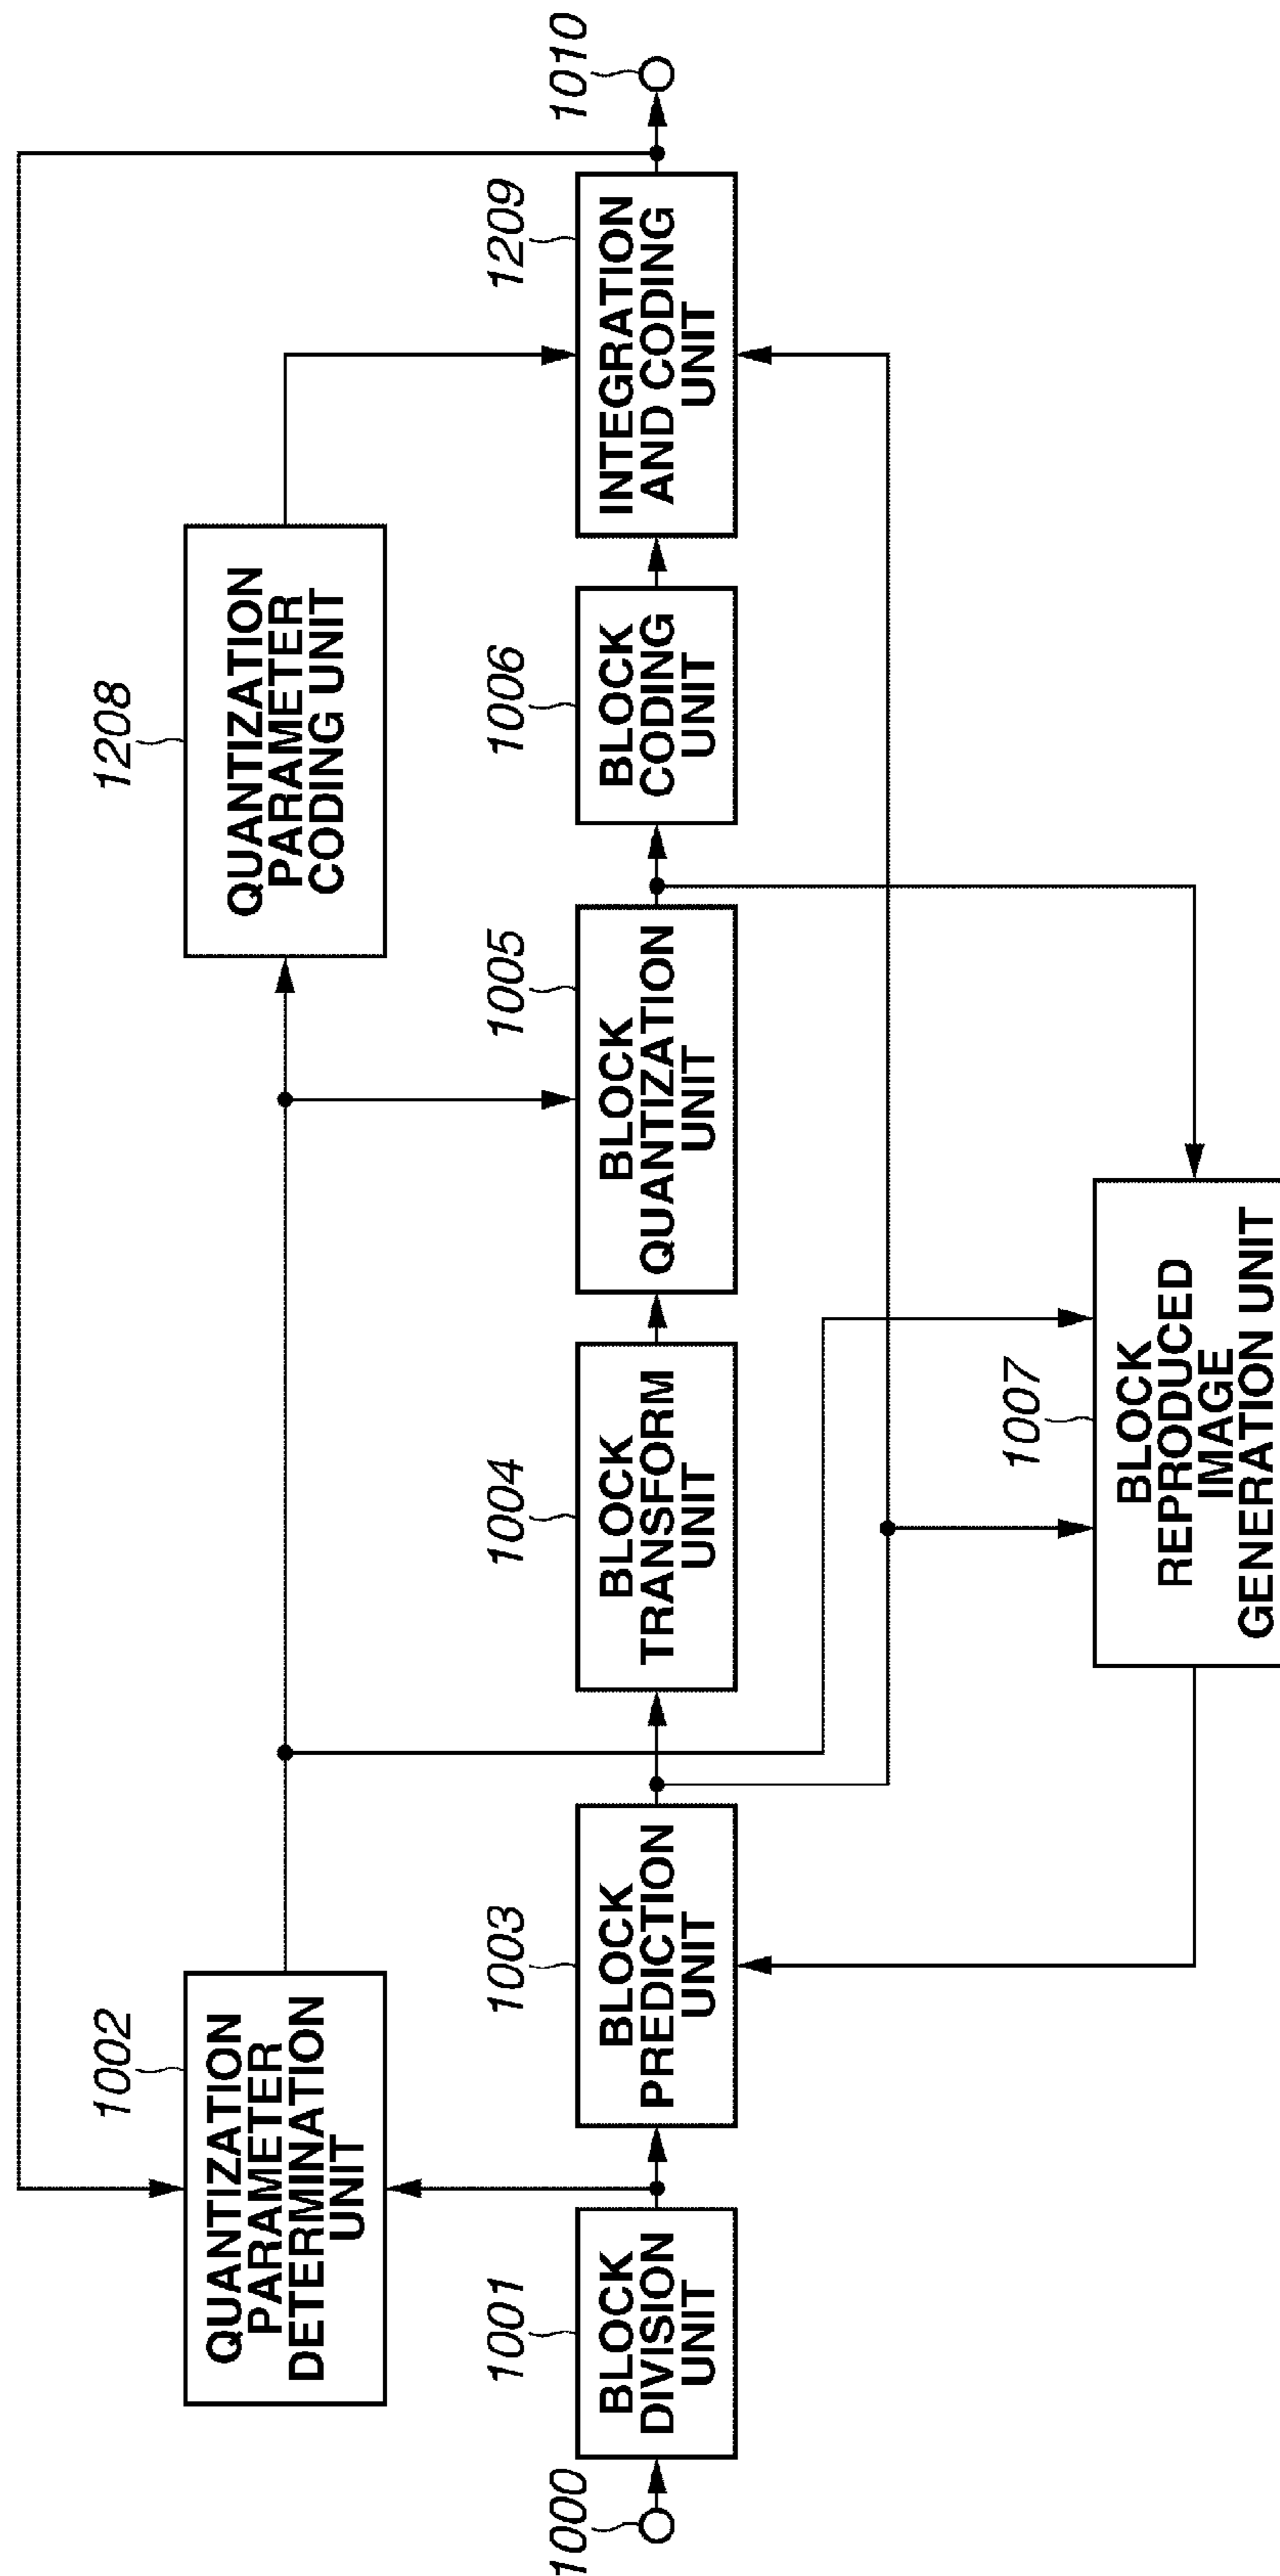 1000
1001
BLOCK
DIVISION
UNIT
1002
QUANTIZATION
PARAMETER
DETERMINATION
UNIT
1003
BLOCK
PREDICTION
UNIT
1004
BLOCK
TRANSFORM
UNIT
1005
BLOCK
QUANTIZATION
UNIT
1006
BLOCK
CODING
UNIT
1208
QUANTIZATION
PARAMETER
CODING UNIT
1209
INTEGRATION
AND CODING
UNIT
1010
1007
BLOCK
REPRODUCED
IMAGE
GENERATION UNIT